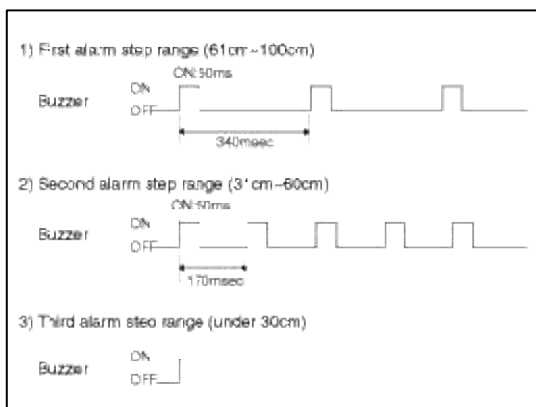 1) First alarm step range (61cm~100cm)
ON:50ms
Buzzer ON
OFF
340msec
2) Second alarm step range (31cm~60cm)
ON:50ms
Buzzer ON
OFF
170msec
3) Third alarm step range (under 30cm)
Buzzer ON
OFF